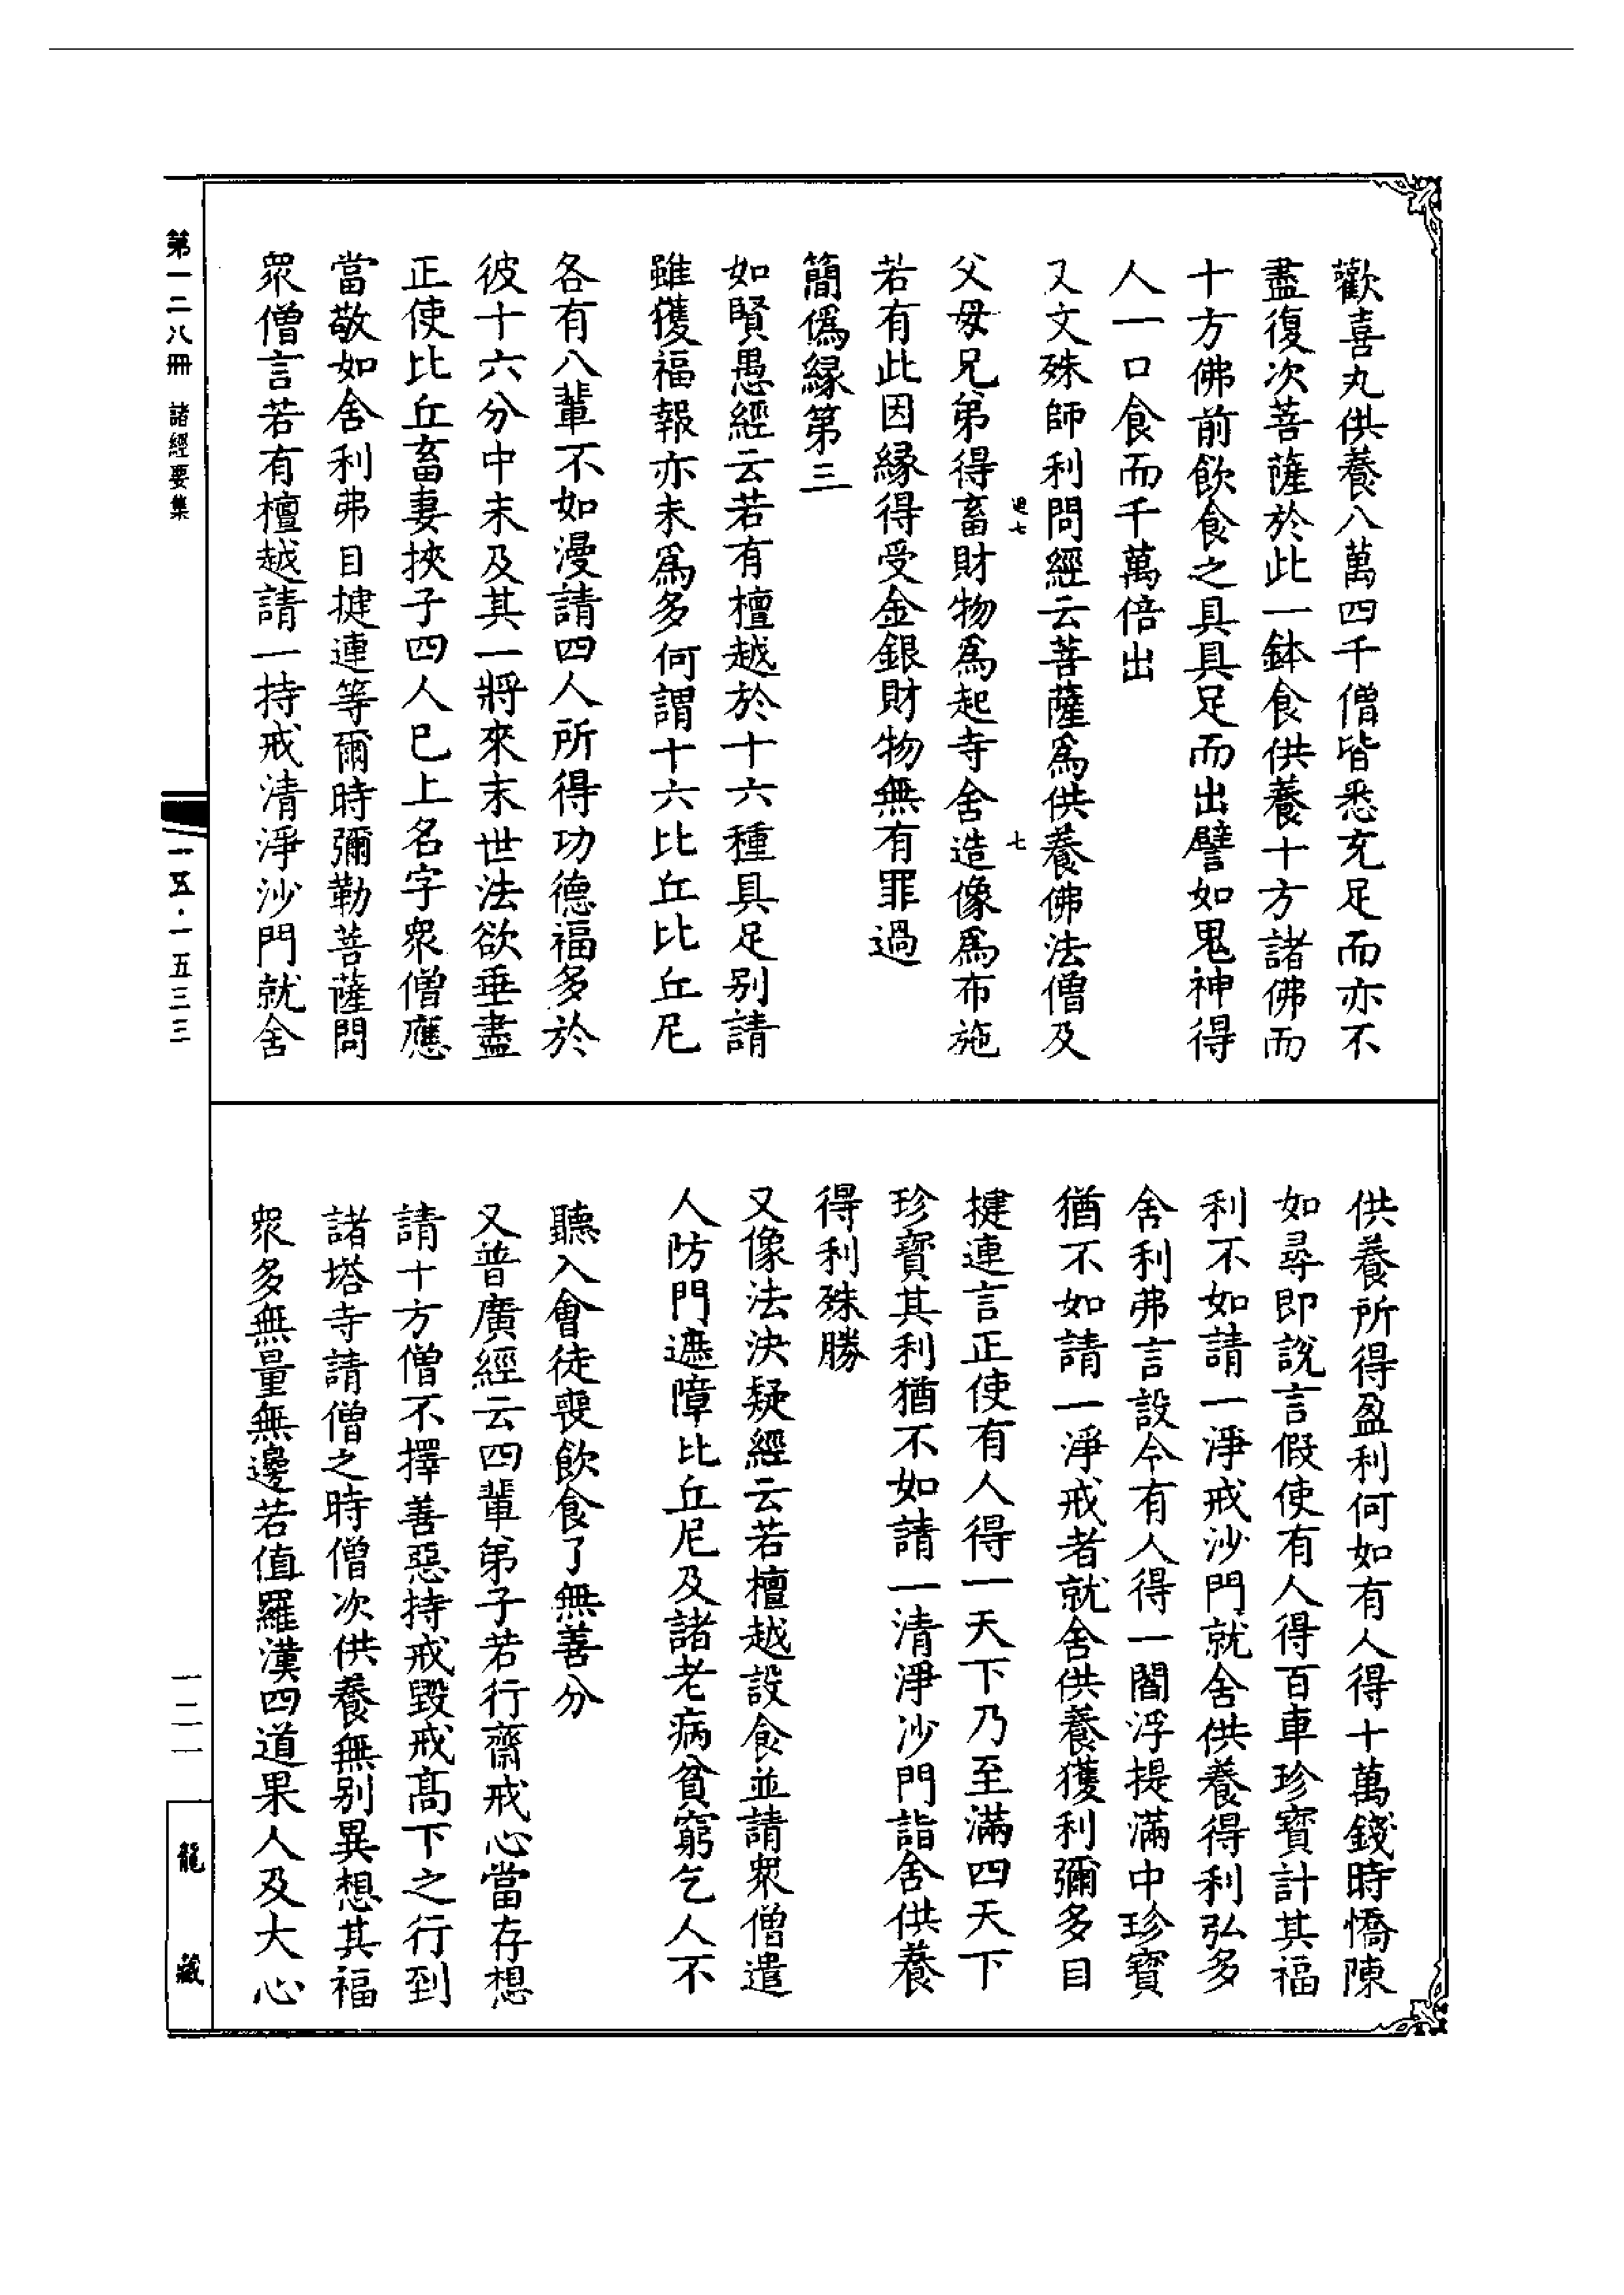 歡喜丸供養八萬四千僧皆悉充足而亦不
盡復次菩薩於此一鉢食供養十方諸佛而
十方佛前飲食之具具足而出譬如鬼神得
人一口食而千萬倍出
又文殊師利問經云菩薩爲供養佛法僧及
七
父母兄弟得畜財物爲起寺舍造像爲布施
若有此因緣得受金銀財物無有罪過
簡僞緣第三
如賢愚經云若有檀越於十六種具足别請
雖獲福報亦未爲多何謂十六比丘比丘尼
各有八輩不如漫請四人所得功德福多於
彼十六分中未及其一將來末世法欲垂盡
正使比丘畜妻挾子四人已上名字眾僧應
當敬如舍利弗目揵連等爾時彌勒菩薩問
眾僧言若有檀越請一持戒清淨沙門就舍
供養所得盈利何如有人得十萬錢時憍陳
如尋即說言假使有人得百車珍寶計其福
利不如請一淨戒沙門就舍供養得利弘多
舍利弗言設今有人得一閻浮提滿中珍寶
猶不如請一淨戒者就舍供養獲利彌多目
揵連言正使有人得一天下乃至滿四天下
珍寶其利猶不如請一清淨沙門詣舍供養
得利殊勝
又像法決疑經云若檀越設食並請眾僧遣
人防門遮障比丘尼及諸老病貧窮乞人不
聽入會徒喪飲食了無善分
又普廣經云四輩弟子若行齋戒心當存想
請十方僧不擇善惡持戒毀戒高下之行到
諸塔寺請僧之時僧次供養無别異想其福
眾多無量無邊若值羅漢四道果人及大心
第一二八冊 諸經要集
一五·一五三三
一二一
龍藏